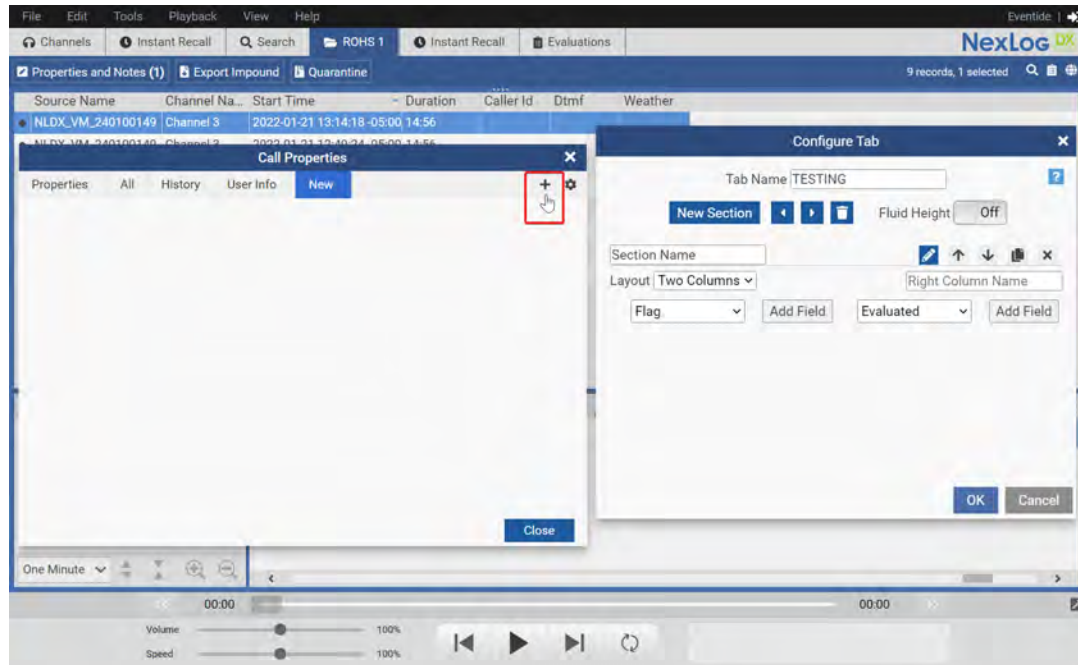 File Edit Tools Playback View Help Eventide
Channels Instant Recall Search ROHS 1 Instant Recall Evaluations NexLog DX
Properties and Notes (1) Export Impound Quarantine 9 records, 1 selected
Source Name Channel Na... Start Time Duration Caller Id Dtmf Weather
NLDX_VM_240100149 Channel 3 2022-01-21 13:14:18 -05:00 14:56
Call Properties
Properties All History User Info New
Close
Configure Tab
Tab Name TESTING
New Section Fluid Height Off
Section Name
Layout Two Columns Right Column Name
Flag Add Field Evaluated Add Field
OK Cancel
One Minute
00:00 00:00
Volume 100%
Speed 100%